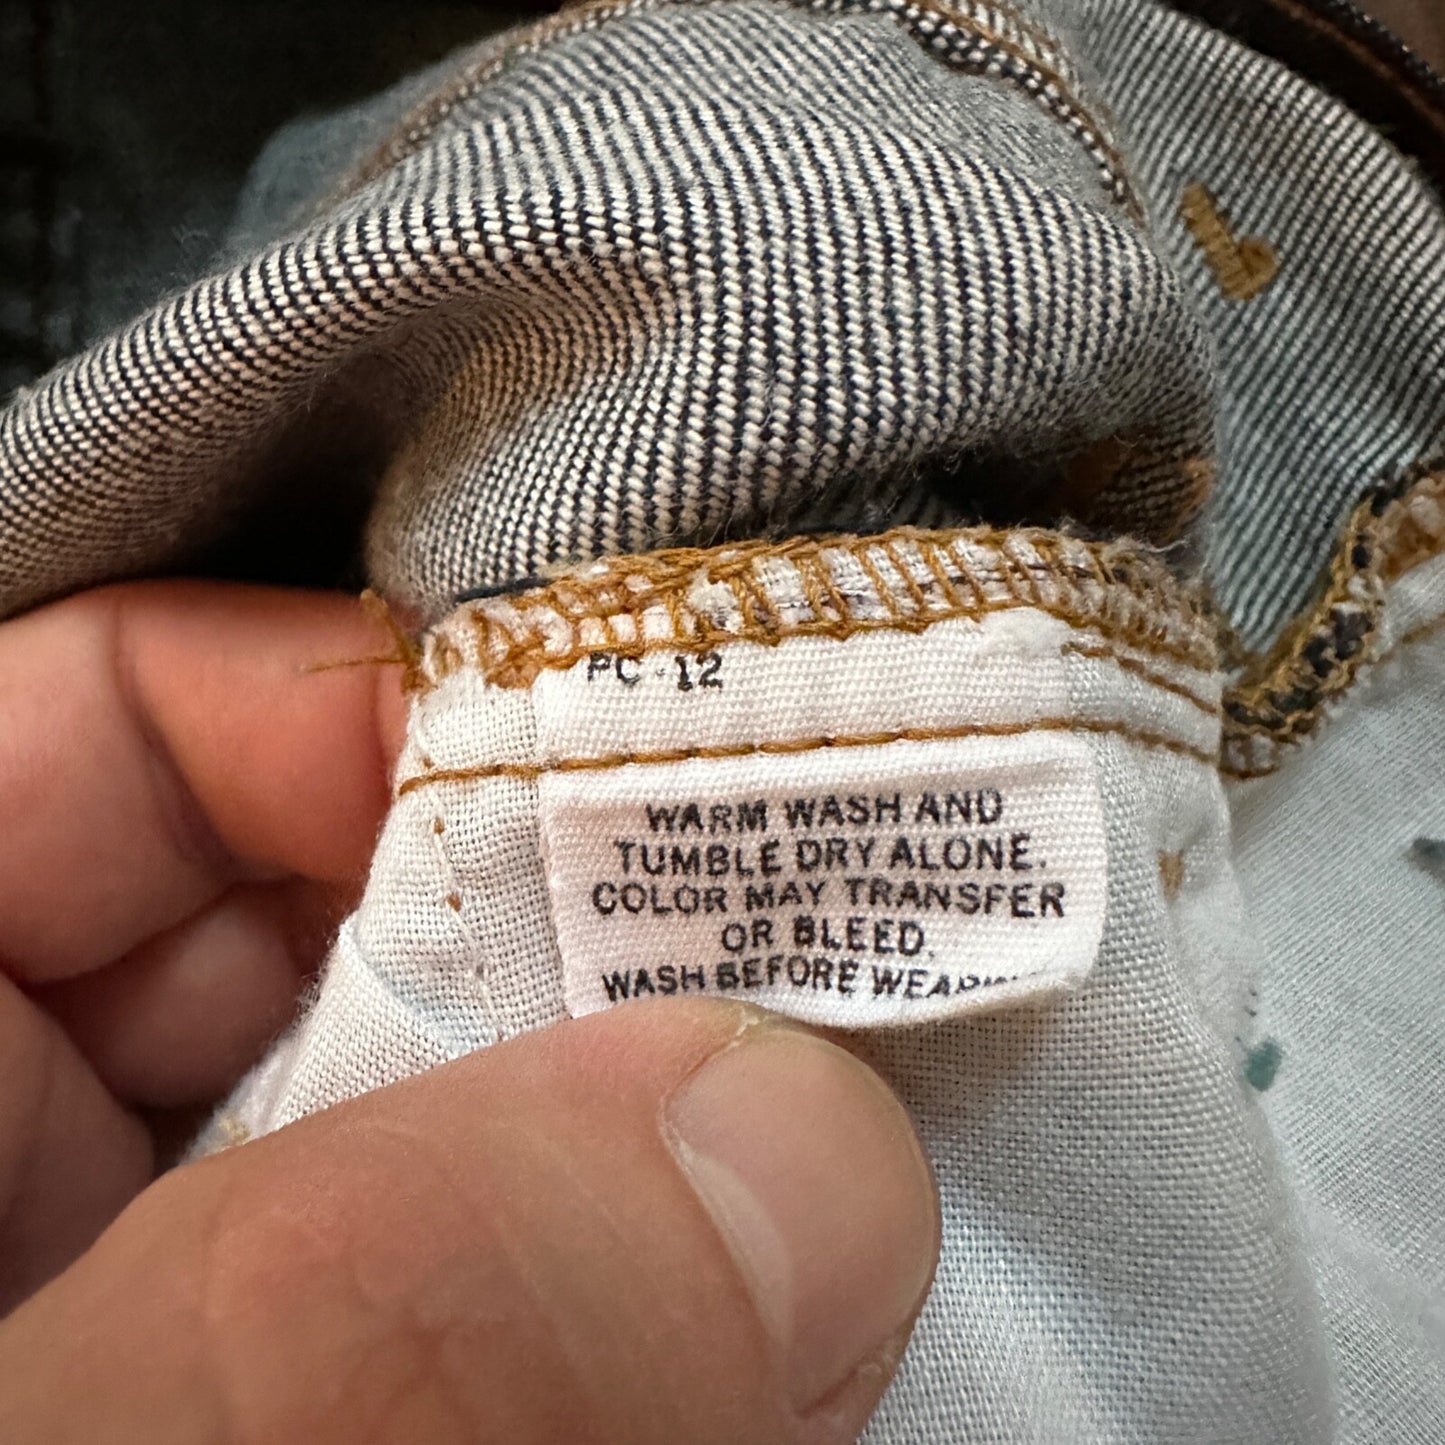 PC -12
WARM WASH AND
TUMBLE DRY ALONE.
COLOR MAY TRANSFER
OR BLEED.
WASH BEFORE